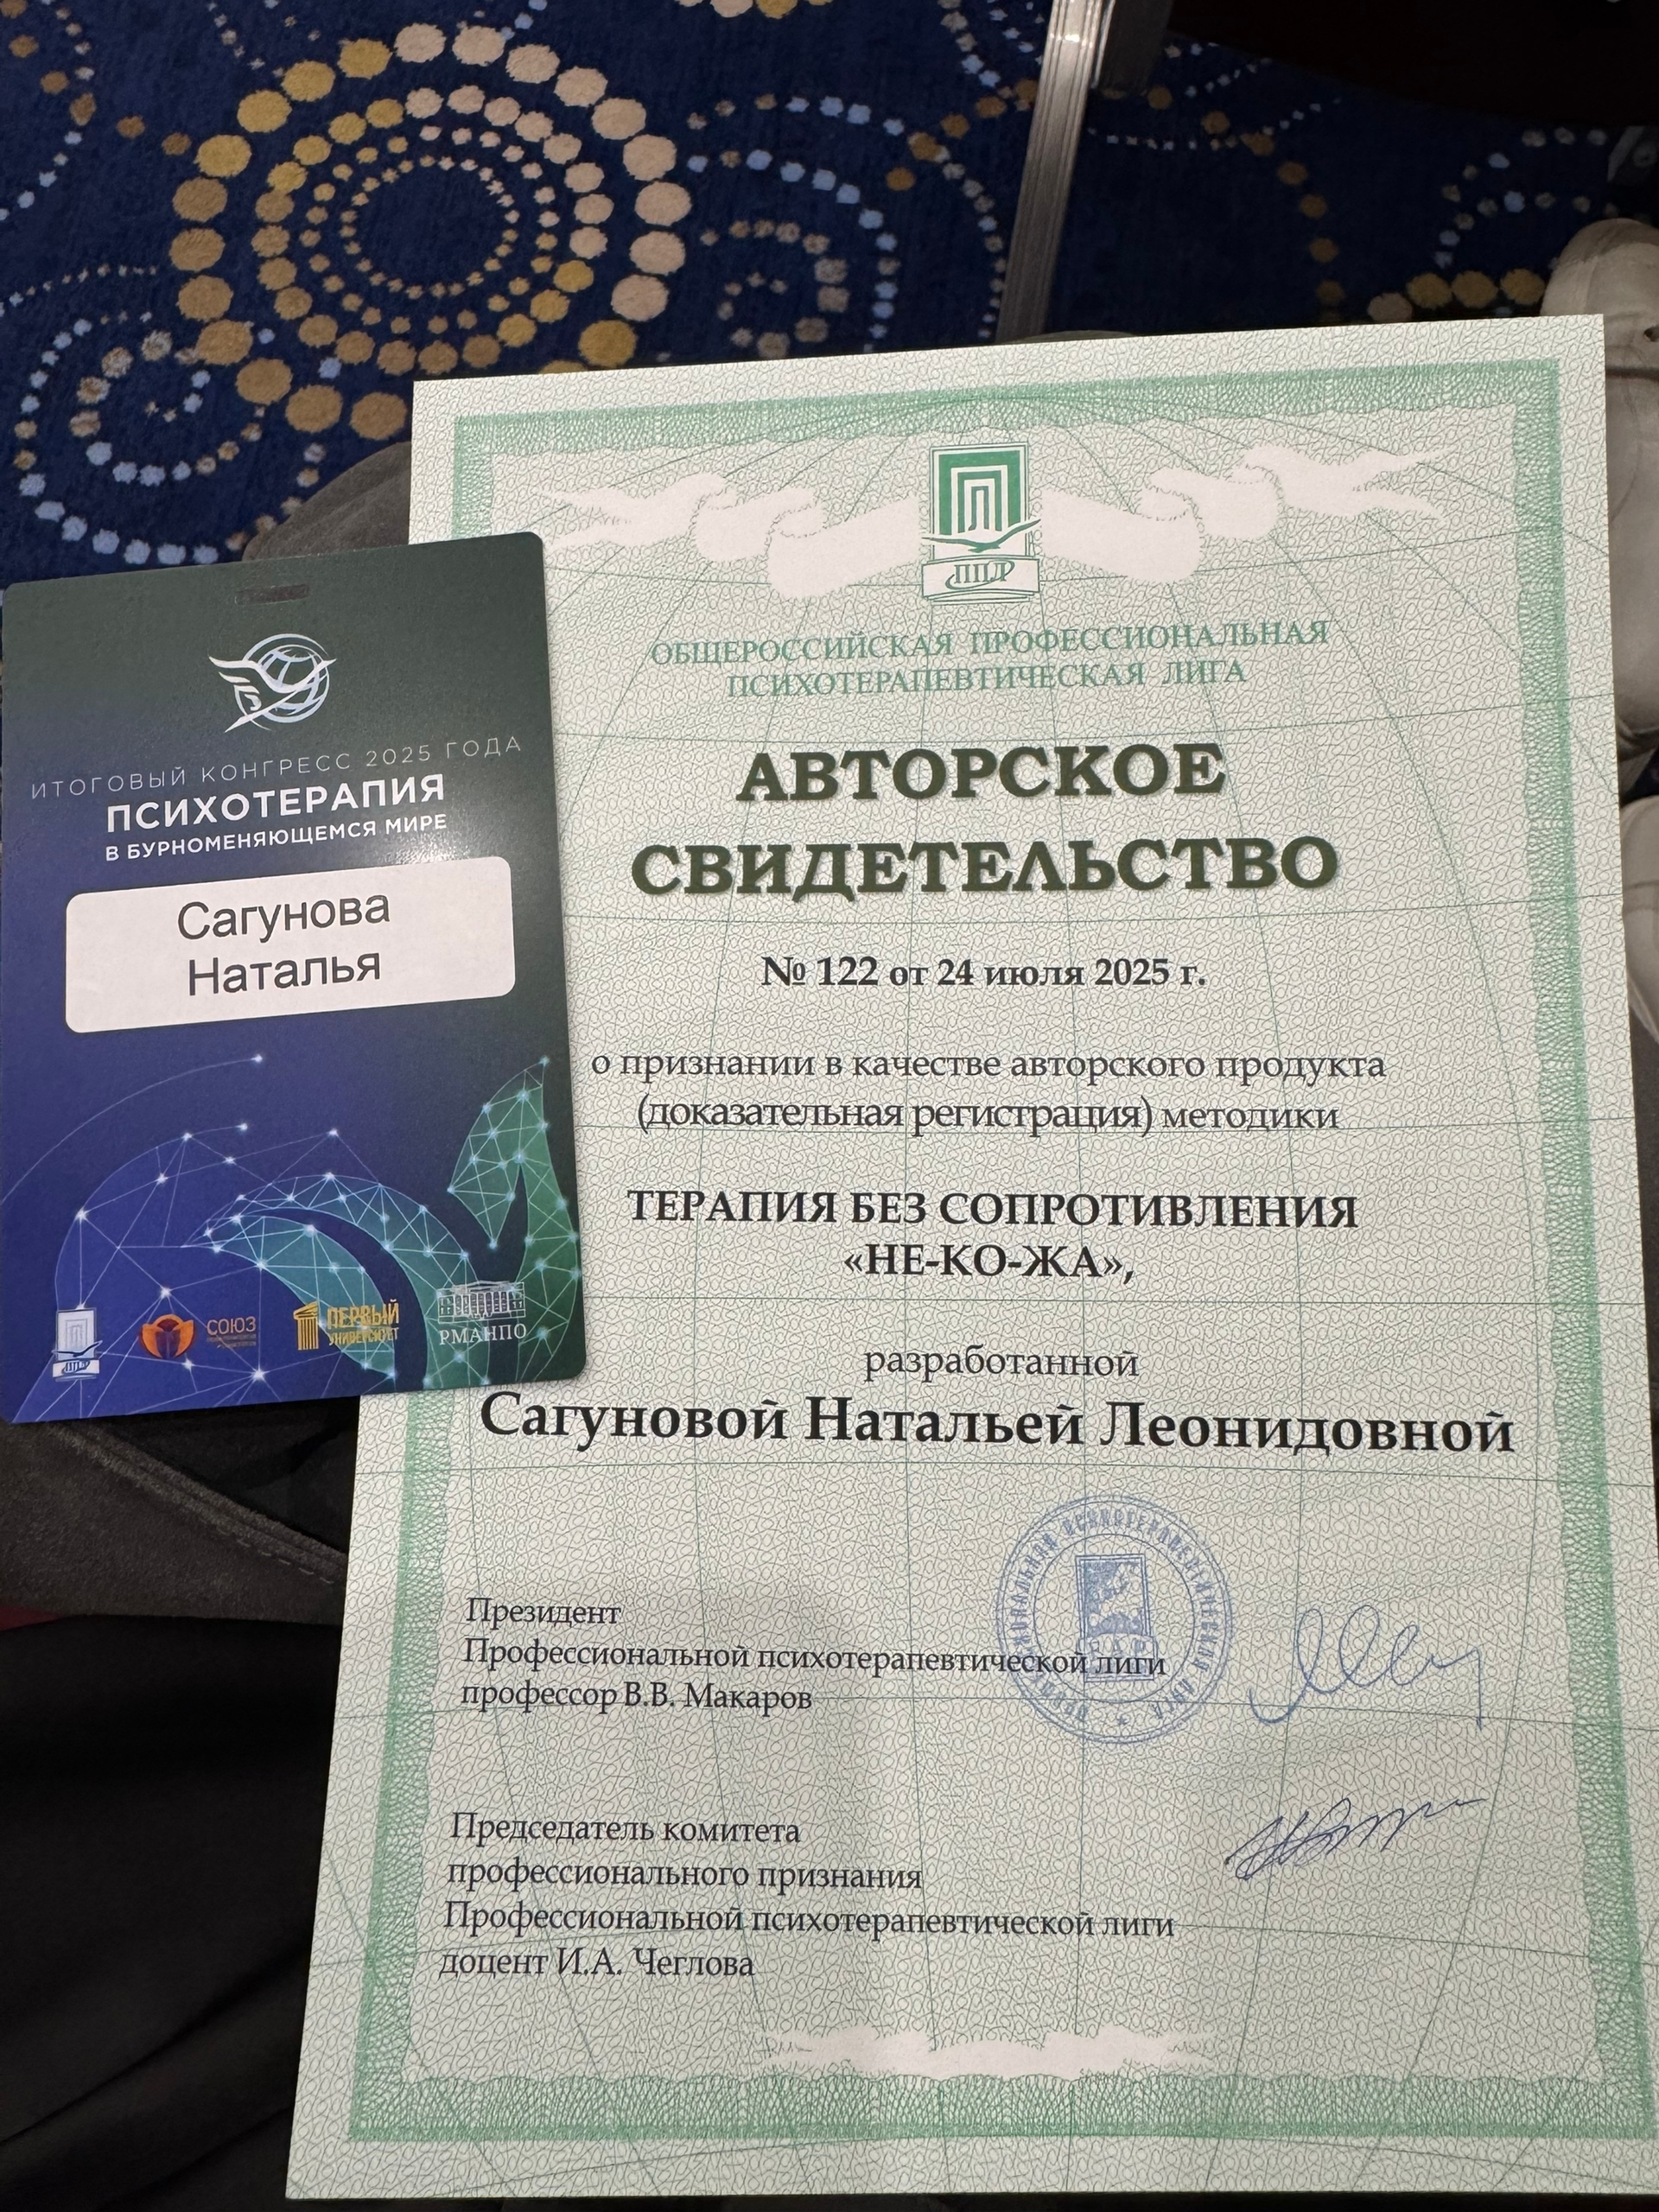 ИТОГОВЫЙ КОНГРЕСС 2025 ГОДА
ПСИХОТЕРАПИЯ
В БУРНОМЕНЯЮЩЕМСЯ МИРЕ
Сагунова
Наталья
ППЛ
СОЮЗ
ПЕРВЫЙ
УНИВЕРСИТЕТ
РМАНПО
ППЛ
ОБЩЕРОССИЙСКАЯ ПРОФЕССИОНАЛЬНАЯ
ПСИХОТЕРАПЕВТИЧЕСКАЯ ЛИГА
АВТОРСКОЕ
СВИДЕТЕЛЬСТВО
№ 122 от 24 июля 2025 г.
о признании в качестве авторского продукта
(доказательная регистрация) методики
ТЕРАПИЯ БЕЗ СОПРОТИВЛЕНИЯ
«НЕ-КО-ЖА»,
разработанной
Сагуновой Натальей Леонидовной
Президент
Профессиональной психотерапевтической лиги
профессор В.В. Макаров
Председатель комитета
профессионального признания
Профессиональной психотерапевтической лиги
доцент И.А. Чеглова